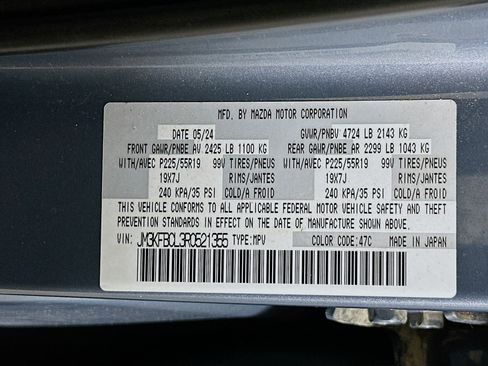 MFD. BY MAZDA MOTOR CORPORATION
DATE 05/24 GVWR/PNBV 4724 LB 2143 KG
FRONT GAWR/PNBE AV 2425 LB 1100 KG REAR GAWR/PNBE AR 2299 LB 1043 KG
WITH/AVEC P225/55R19 99V TIRES/PNEUS WITH/AVEC P225/55R19 99V TIRES/PNEUS
19X7J RIMS/JANTES 19X7J RIMS/JANTES
240 KPA/35 PSI COLD/A FROID 240 KPA/35 PSI COLD/A FROID
THIS VEHICLE CONFORMS TO ALL APPLICABLE FEDERAL MOTOR VEHICLE SAFETY AND THEFT
PREVENTION STANDARDS IN EFFECT ON THE DATE OF MANUFACTURE SHOWN ABOVE.
VIN: JM3KFBCL3R0521355 TYPE:MPV COLOR CODE:47C MADE IN JAPAN